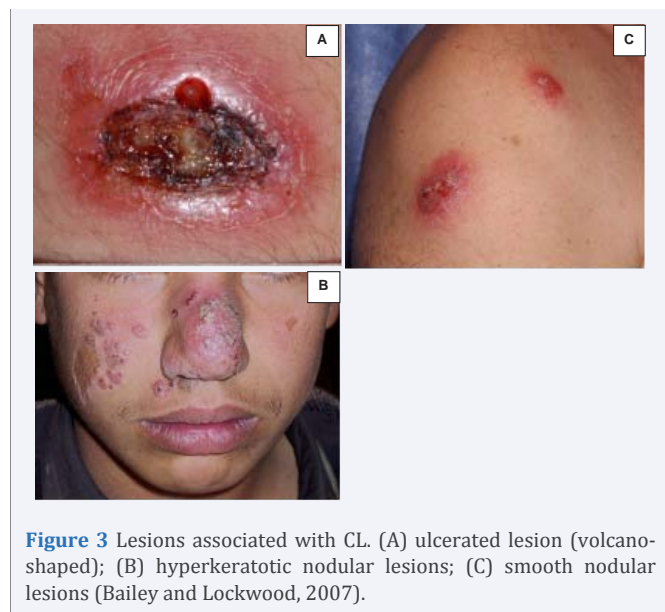 A
C
B
Figure 3 Lesions associated with CL. (A) ulcerated lesion (volcano-
shaped); (B) hyperkeratotic nodular lesions; (C) smooth nodular
lesions (Bailey and Lockwood, 2007).